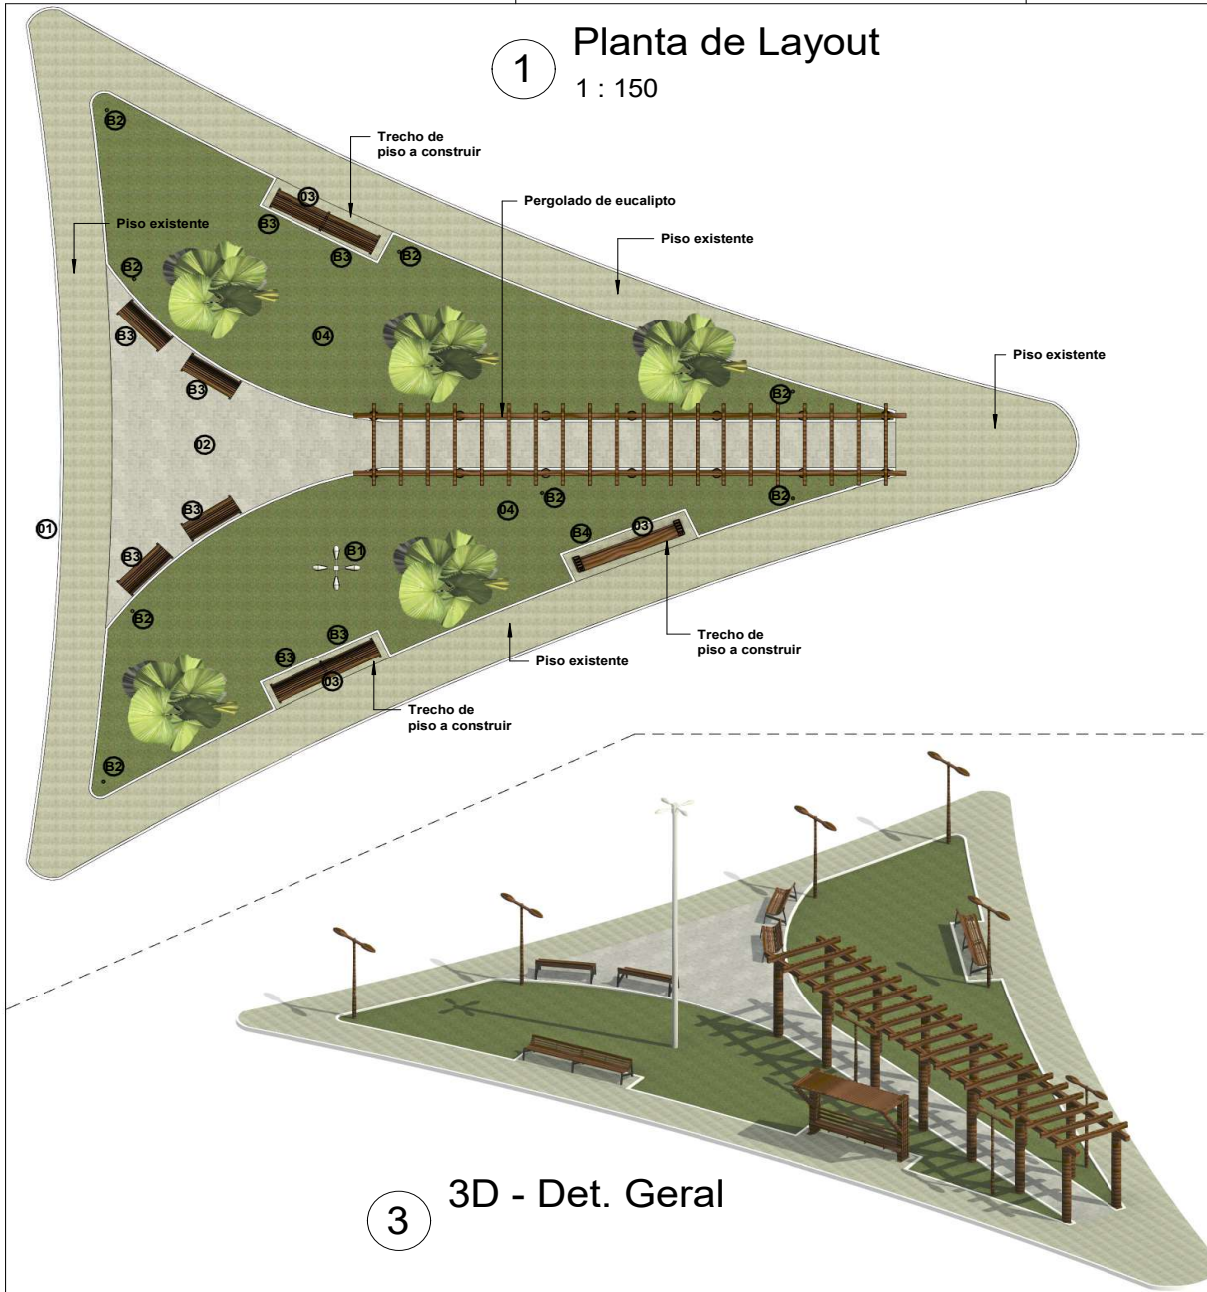 1
Planta de Layout
1 : 150
B2
Trecho de
piso a construir
03
Pergolado de eucalipto
Piso existente
B3
Piso existente
B3
B2
B2
B3
04
Piso existente
B3
B2
02
B3
B2
B2
04
01
B4
03
B3
B1
B2
Trecho de
piso a construir
B3
B3
Piso existente
03
Trecho de
piso a construir
B2
3D - Det. Geral
3